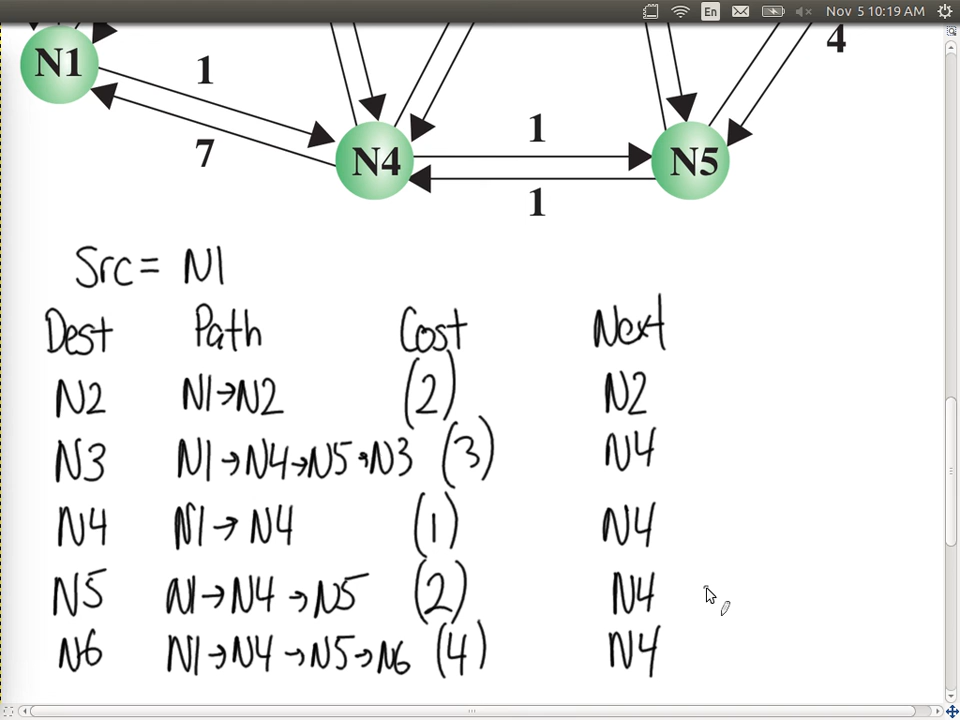 En Nov 5 10:19 AM
4
N1 1
7
1
N4 N5
1
Src = N1
Dest Path Cost Next
N2 N1→N2 (2) N2
N3 N1→N4→N5→N3 (3) N4
N4 N1→N4 (1) N4
N5 N1→N4→N5 (2) N4
N6 N1→N4→N5→N6 (4) N4